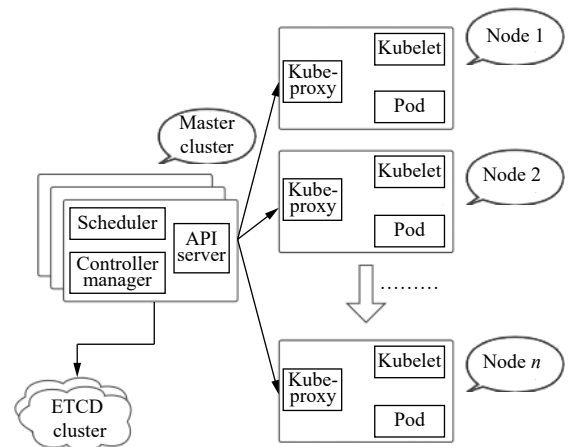 Node 1
Kubelet
Kube-
proxy
Pod
Master
cluster
Node 2
Kubelet
Kube-
proxy
Pod
Scheduler
API
server
Controller
manager
.........
Node n
Kubelet
Kube-
proxy
Pod
ETCD
cluster